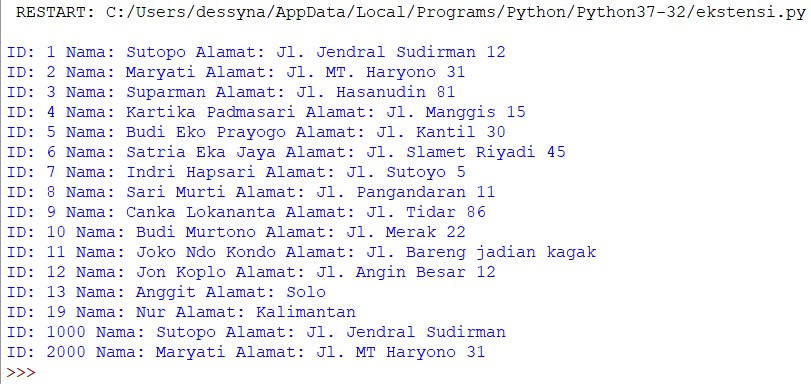 RESTART: C:/Users/dessyna/AppData/Local/Programs/Python/Python37-32/ekstensi.py
ID: 1 Nama: Sutopo Alamat: Jl. Jendral Sudirman 12
ID: 2 Nama: Maryati Alamat: Jl. MT. Haryono 31
ID: 3 Nama: Suparman Alamat: Jl. Hasanudin 81
ID: 4 Nama: Kartika Padmasari Alamat: Jl. Manggis 15
ID: 5 Nama: Budi Eko Prayogo Alamat: Jl. Kantil 30
ID: 6 Nama: Satria Eka Jaya Alamat: Jl. Slamet Riyadi 45
ID: 7 Nama: Indri Hapsari Alamat: Jl. Sutoyo 5
ID: 8 Nama: Sari Murti Alamat: Jl. Pangandaran 11
ID: 9 Nama: Canka Lokananta Alamat: Jl. Tidar 86
ID: 10 Nama: Budi Murtono Alamat: Jl. Merak 22
ID: 11 Nama: Joko Ndo Kondo Alamat: Jl. Bareng jadian kagak
ID: 12 Nama: Jon Koplo Alamat: Jl. Angin Besar 12
ID: 13 Nama: Anggit Alamat: Solo
ID: 19 Nama: Nur Alamat: Kalimantan
ID: 1000 Nama: Sutopo Alamat: Jl. Jendral Sudirman
ID: 2000 Nama: Maryati Alamat: Jl. MT Haryono 31
>>>